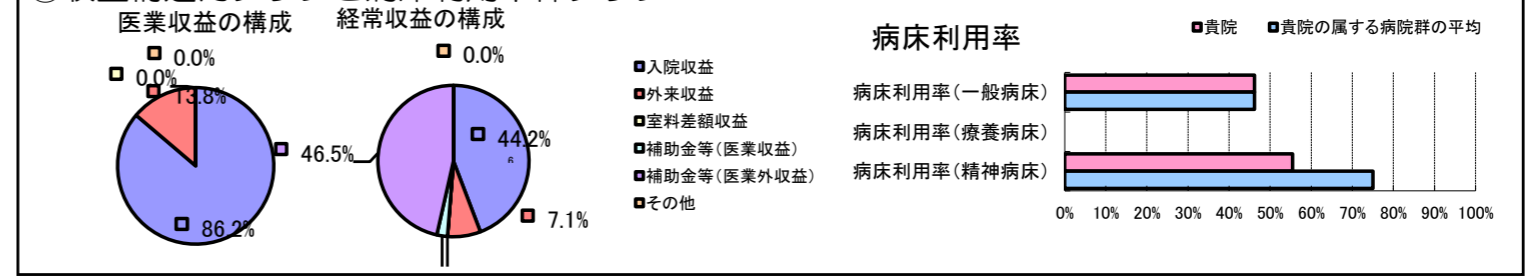 医業収益の構成
0.0%
0.0%
13.8%
86.2%
経常収益の構成
0.0%
46.5%
44.2%
7.1%
入院収益
外来収益
室料差額収益
補助金等(医業収益)
補助金等(医業外収益)
その他
病床利用率
貴院 貴院の属する病院群の平均
病床利用率(一般病床)
病床利用率(療養病床)
病床利用率(精神病床)
0% 10% 20% 30% 40% 50% 60% 70% 80% 90% 100%